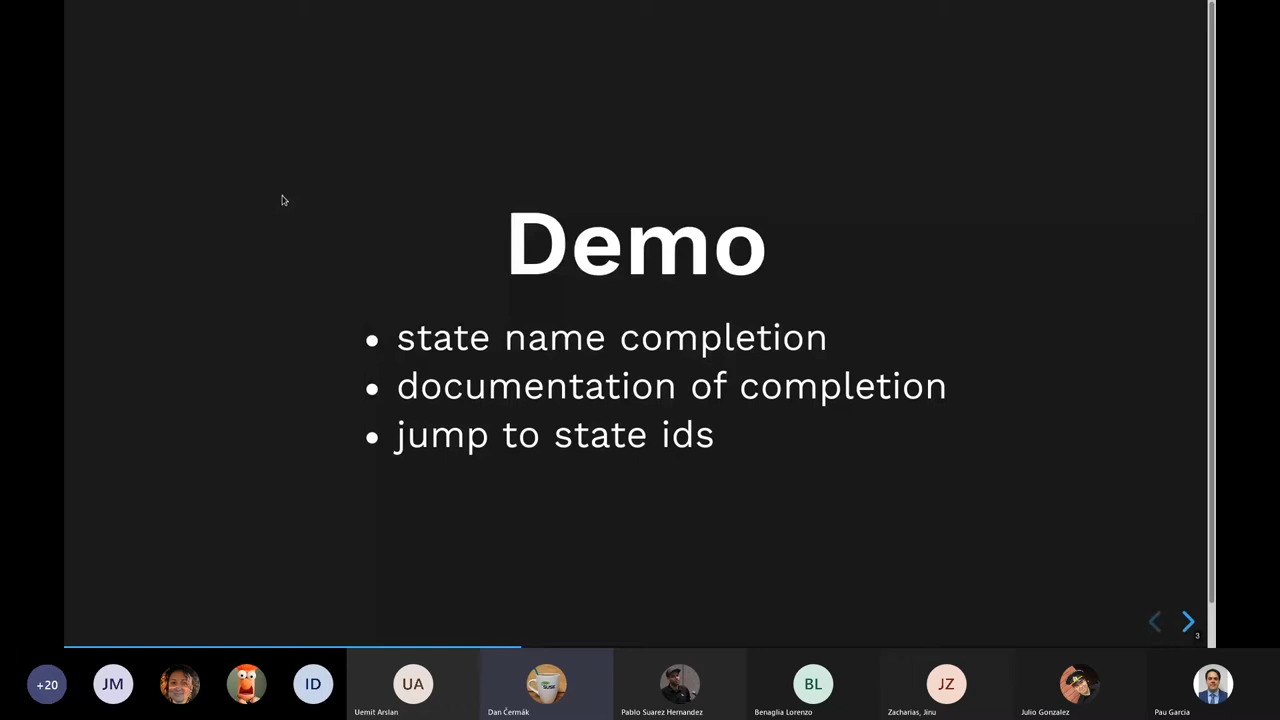 Demo
state name completion
documentation of completion
jump to state ids
3
+20
JM
ID
UA
BL
JZ
Uemit Arslan
Dan Čermák
Pablo Suarez Hernandez
Benaglia Lorenzo
Zacharias, Jinu
Julio Gonzalez
Pau Garcia